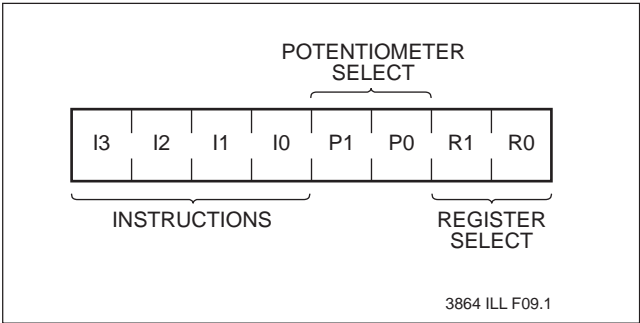 POTENTIOMETER
SELECT
I3 I2 I1 I0 P1 P0 R1 R0
INSTRUCTIONS
REGISTER
SELECT
3864 ILL F09.1